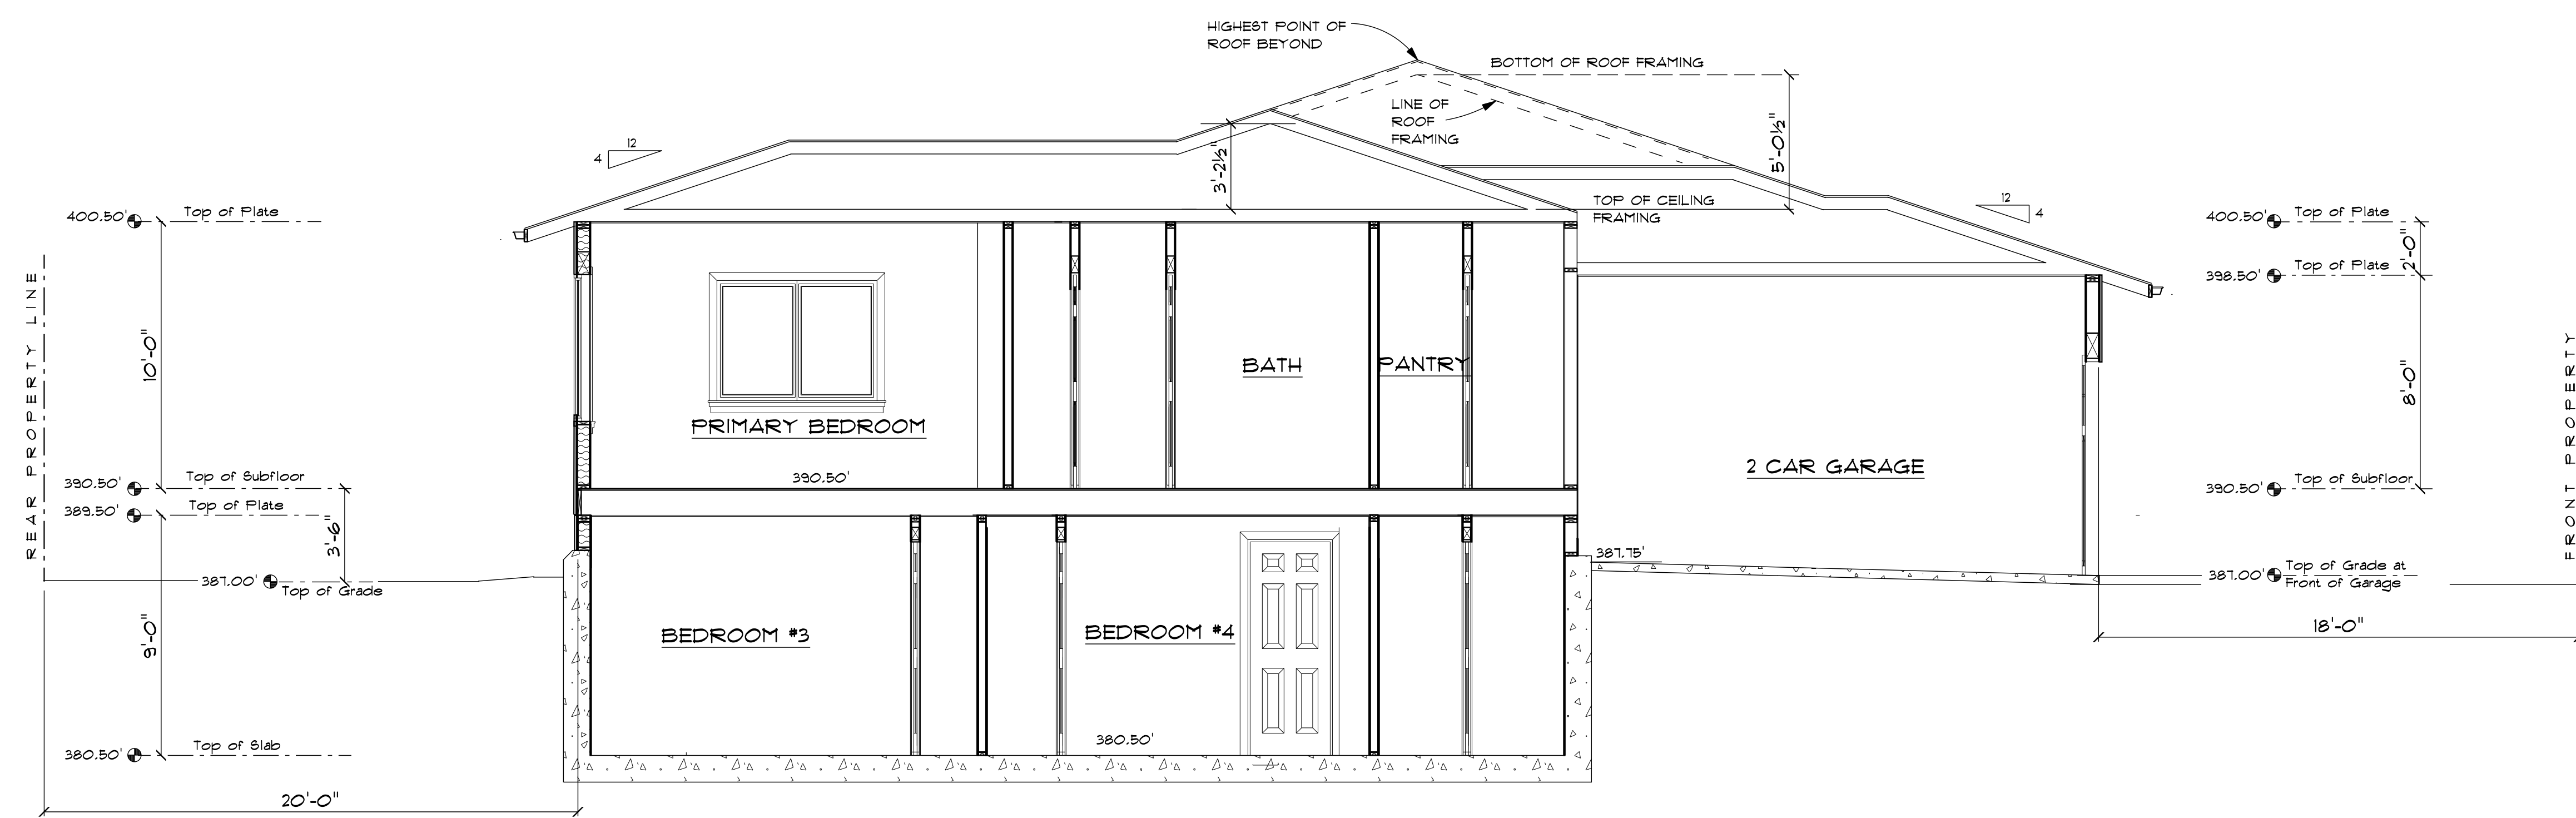 HIGHEST POINT OF
ROOF BEYOND
BOTTOM OF ROOF FRAMING
LINE OF
ROOF
FRAMING
5'-0½"
3'-2½"
12
4
12
4
TOP OF CEILING
FRAMING
400.50' Top of Plate
400.50' Top of Plate
2'-0"
398.50' Top of Plate
REAR PROPERTY LINE
10'-0"
8'-0"
FRONT PROPERTY
BATH
PANTRY
PRIMARY BEDROOM
2 CAR GARAGE
390.50'
390.50' Top of Subfloor
390.50' Top of Subfloor
389.50' Top of Plate
3'-6"
387.75'
387.00' Top of Grade
387.00' Top of Grade at
Front of Garage
9'-0"
BEDROOM #3
BEDROOM #4
18'-0"
380.50'
380.50' Top of Slab
20'-0"